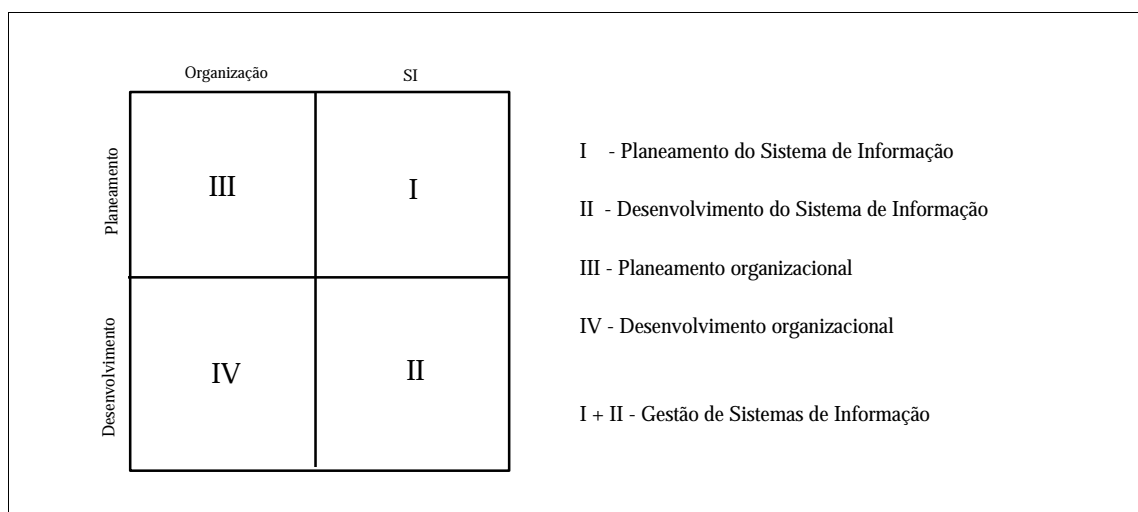 Organização SI
Planeamento
III I
Desenvolvimento
IV II
I - Planeamento do Sistema de Informação
II - Desenvolvimento do Sistema de Informação
III - Planeamento organizacional
IV - Desenvolvimento organizacional
I + II - Gestão de Sistemas de Informação